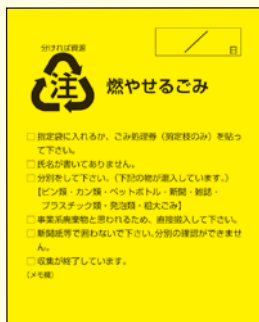 分ければ資源
／ 日
注 燃やせるごみ
□指定袋に入れるか、ごみ処理券（剪定枝のみ）を貼っ
て下さい。
□氏名が書いてありません。
□分別をして下さい。（下記の物が混入しています。）
【ビン類・カン類・ペットボトル・新聞・雑誌・
プラスチック類・発泡類・粗大ごみ】
□事業系廃棄物と思われるため、直接搬入して下さい。
□新聞紙等で囲わないで下さい。分別の確認ができませ
ん。
□収集が終了しています。
（メモ欄）